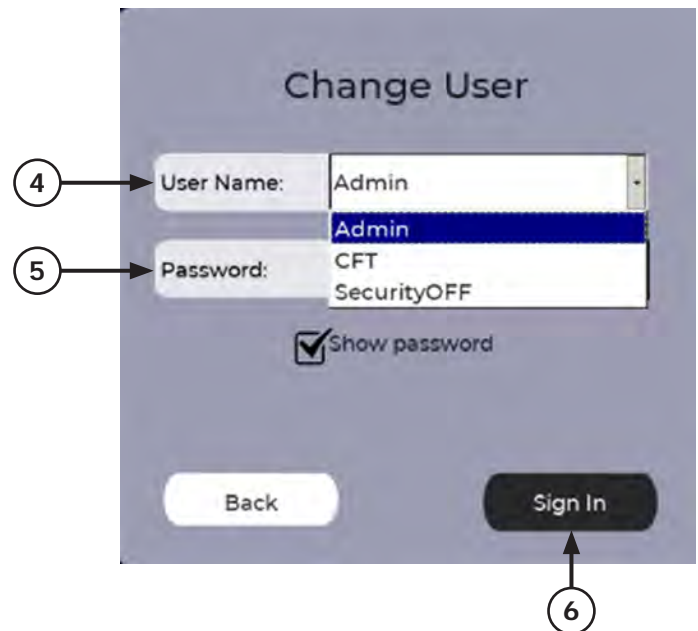 Change User
4
User Name:
Admin
Admin
5
Password:
CFT
SecurityOFF
Show password
Back
Sign In
6